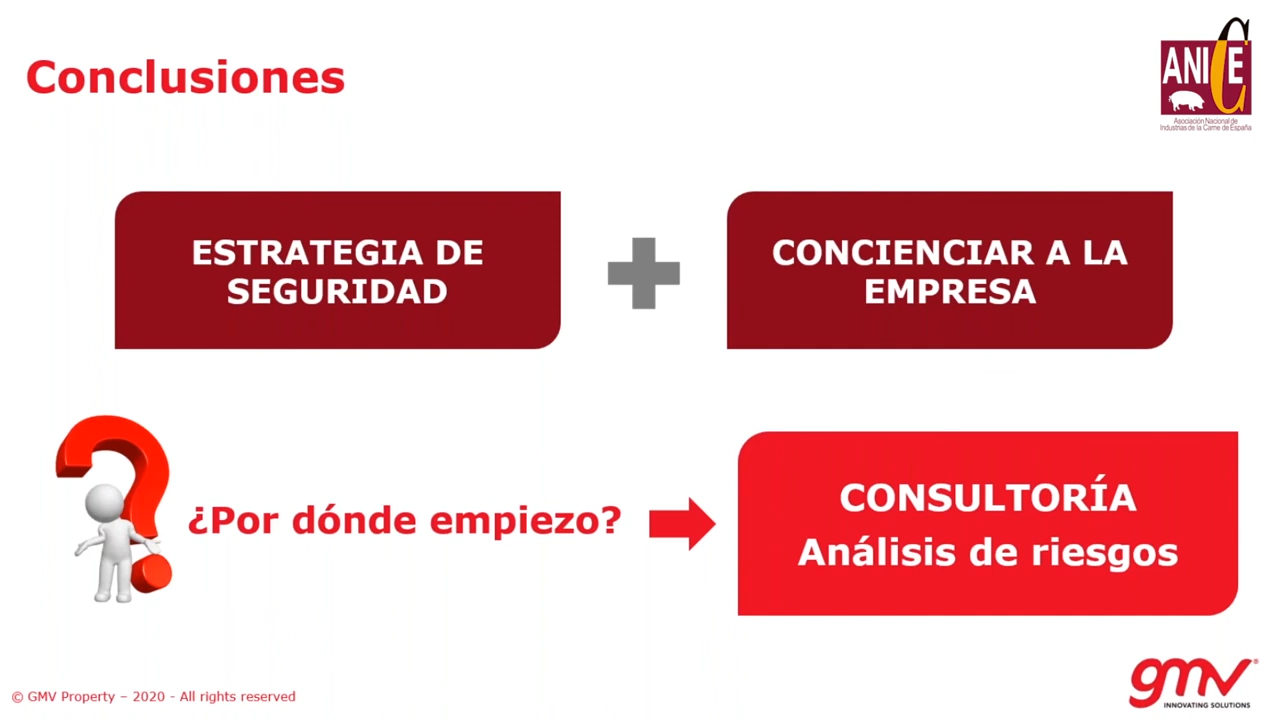 Conclusiones
ANICE
Asociación Nacional de
Industrias de la Carne de España
ESTRATEGIA DE
SEGURIDAD
CONCIENCIAR A LA
EMPRESA
¿Por dónde empiezo?
CONSULTORÍA
Análisis de riesgos
© GMV Property – 2020 - All rights reserved
gmv®
INNOVATING SOLUTIONS